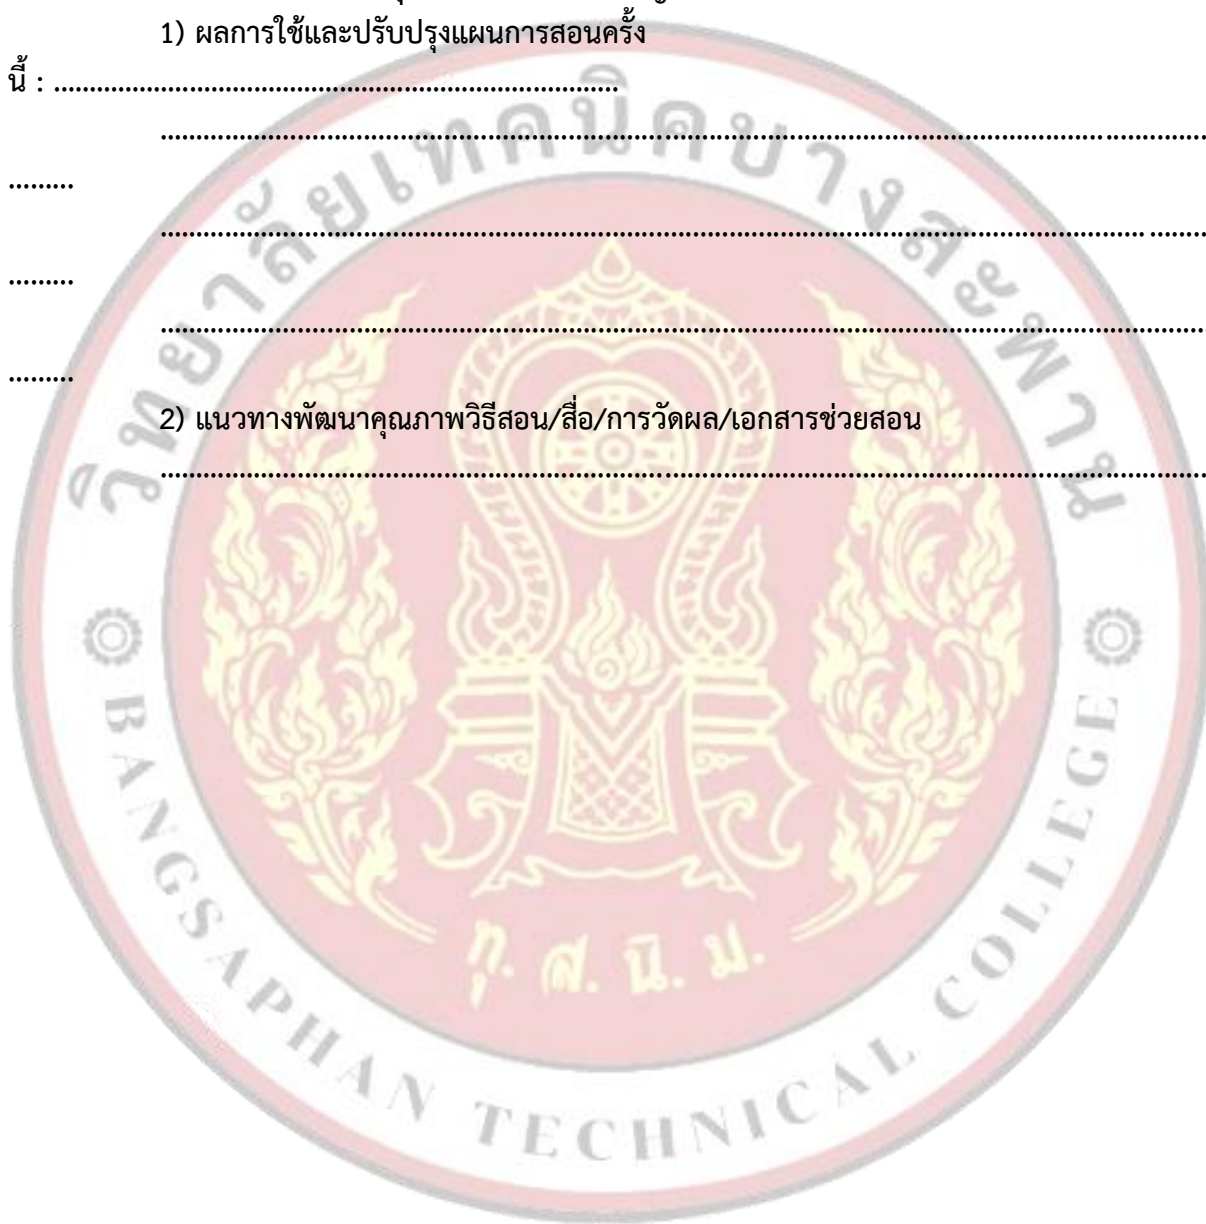 1) ผลการใช้และปรับปรุงแผนการสอนครั้ง
นี้ : ...............................................................................
.....................................................................................................................................................
.........
.....................................................................................................................................................
.........
.....................................................................................................................................................
.........
2) แนวทางพัฒนาคุณภาพวิธีสอน/สื่อ/การวัดผล/เอกสารช่วยสอน
.....................................................................................................................................................
วิทยาลัยเทคนิคบางสะพาน
ทุ. ส. นิ. ม.
BANGSAPHAN TECHNICAL COLLEGE